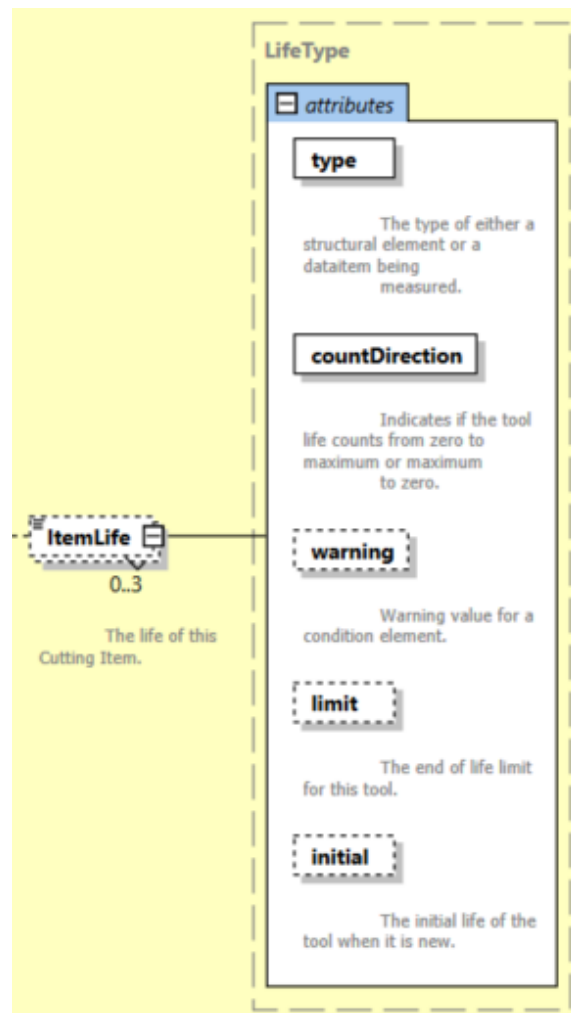 LifeType
attributes
type
The type of either a
structural element or a
dataitem being
measured.
countDirection
Indicates if the tool
life counts from zero to
maximum or maximum
to zero.
ItemLife
0..3
The life of this
Cutting Item.
warning
Warning value for a
condition element.
limit
The end of life limit
for this tool.
initial
The initial life of the
tool when it is new.